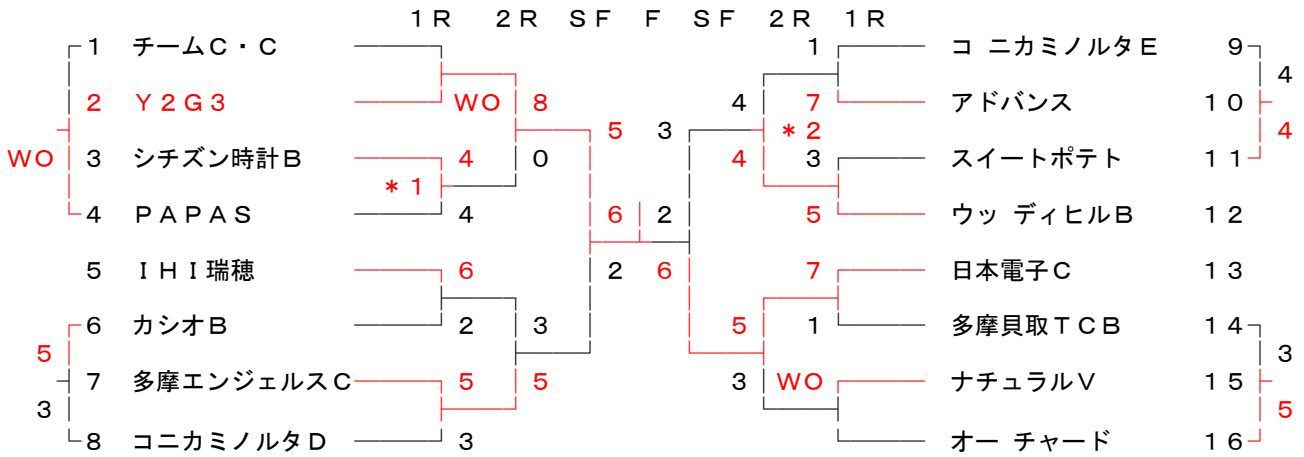 1R 2R SF F SF 2R 1R
1 チームC・C 1 コニカミノルタE 9
4
2 Y2G3 WO 8 4 7 アドバンス 10
5 3 *2 4
WO 3 シチズン時計B 4 0 4 3 スイートポテト 11
*1
4 PAPAS 4 6 2 5 ウッディヒルB 12
5 IHI瑞穂 6 2 6 7 日本電子C 13
6 カシオB 2 3 5 1 多摩貝取TCB 14
5 3
7 多摩エンジェルスC 5 5 3 WO ナチュラルV 15
3 5
8 コニカミノルタD 3 オーチャード 16